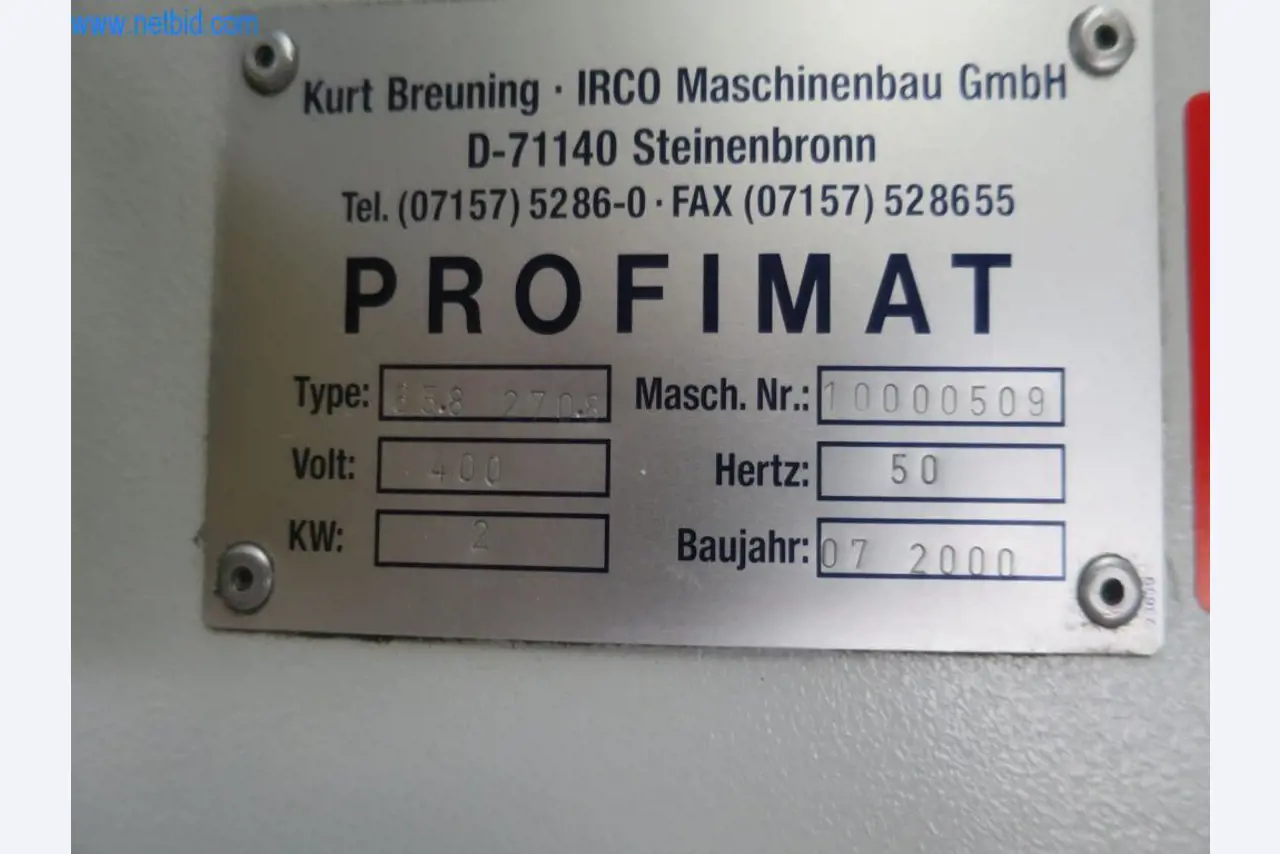 www.netbid.com
Kurt Breuning · IRCO Maschinenbau GmbH
D-71140 Steinenbronn
Tel. (07157) 5286-0 · FAX (07157) 528655
PROFIMAT
Type: Masch. Nr.: 10000509
Volt: 400 Hertz: 50
KW: 2 Baujahr: 07 2000